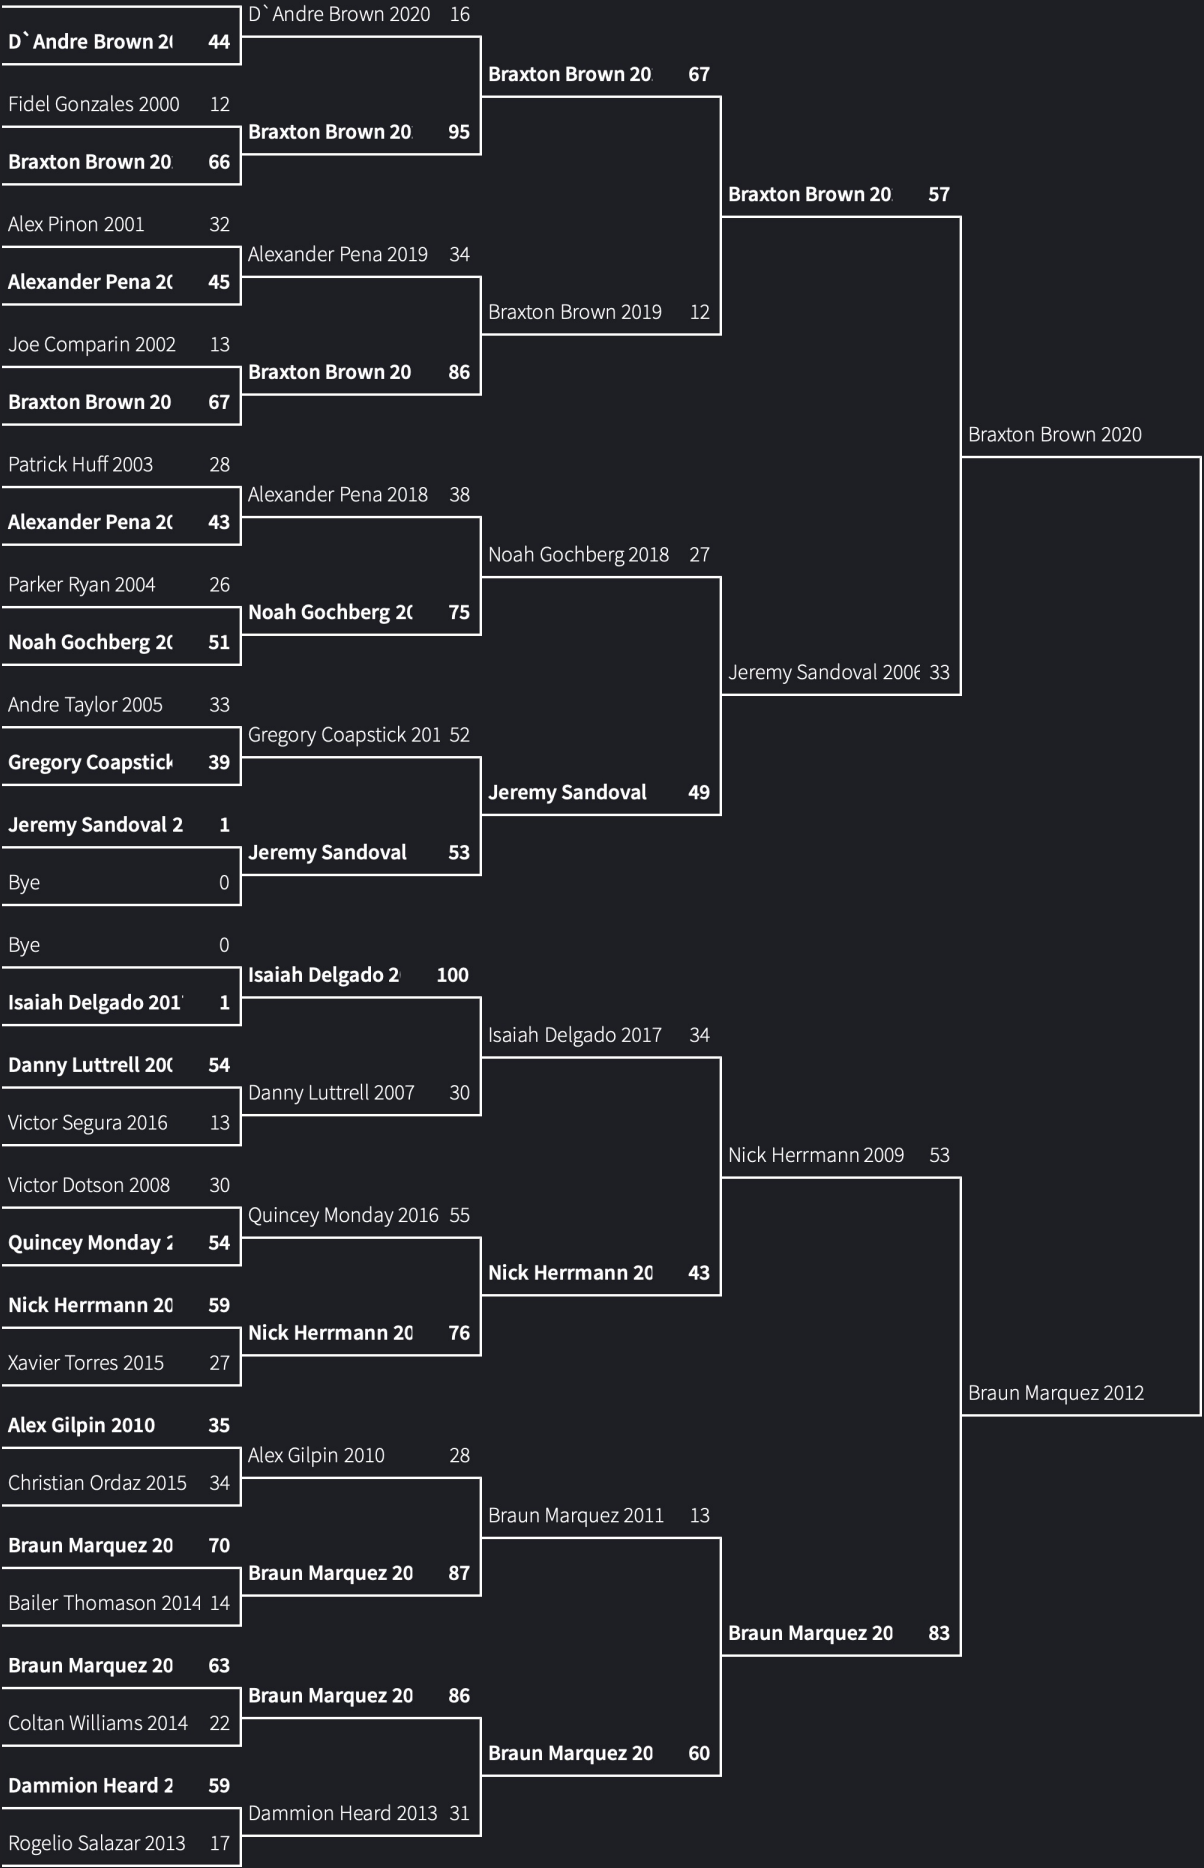 D`Andre Brown 20 44
Fidel Gonzales 2000 12
Braxton Brown 20 66
Alex Pinon 2001 32
Alexander Pena 20 45
Joe Comparin 2002 13
Braxton Brown 20 67
Patrick Huff 2003 28
Alexander Pena 20 43
Parker Ryan 2004 26
Noah Gochberg 20 51
Andre Taylor 2005 33
Gregory Coapstick 39
Jeremy Sandoval 2 1
Bye 0
Bye 0
Isaiah Delgado 201 1
Danny Luttrell 200 54
Victor Segura 2016 13
Victor Dotson 2008 30
Quincey Monday 2 54
Nick Herrmann 20 59
Xavier Torres 2015 27
Alex Gilpin 2010 35
Christian Ordaz 2015 34
Braun Marquez 20 70
Bailer Thomason 2014 14
Braun Marquez 20 63
Coltan Williams 2014 22
Dammion Heard 2 59
Rogelio Salazar 2013 17
D`Andre Brown 2020 16
Braxton Brown 20 95
Alexander Pena 2019 34
Braxton Brown 20 86
Alexander Pena 2018 38
Noah Gochberg 20 75
Gregory Coapstick 201 52
Jeremy Sandoval 53
Isaiah Delgado 2 100
Danny Luttrell 2007 30
Quincey Monday 2016 55
Nick Herrmann 20 76
Alex Gilpin 2010 28
Braun Marquez 20 87
Braun Marquez 20 86
Dammion Heard 2013 31
Braxton Brown 20 67
Braxton Brown 2019 12
Noah Gochberg 2018 27
Jeremy Sandoval 49
Isaiah Delgado 2017 34
Nick Herrmann 20 43
Braun Marquez 2011 13
Braun Marquez 20 60
Braxton Brown 20 57
Jeremy Sandoval 2006 33
Nick Herrmann 2009 53
Braun Marquez 20 83
Braxton Brown 2020
Braun Marquez 2012